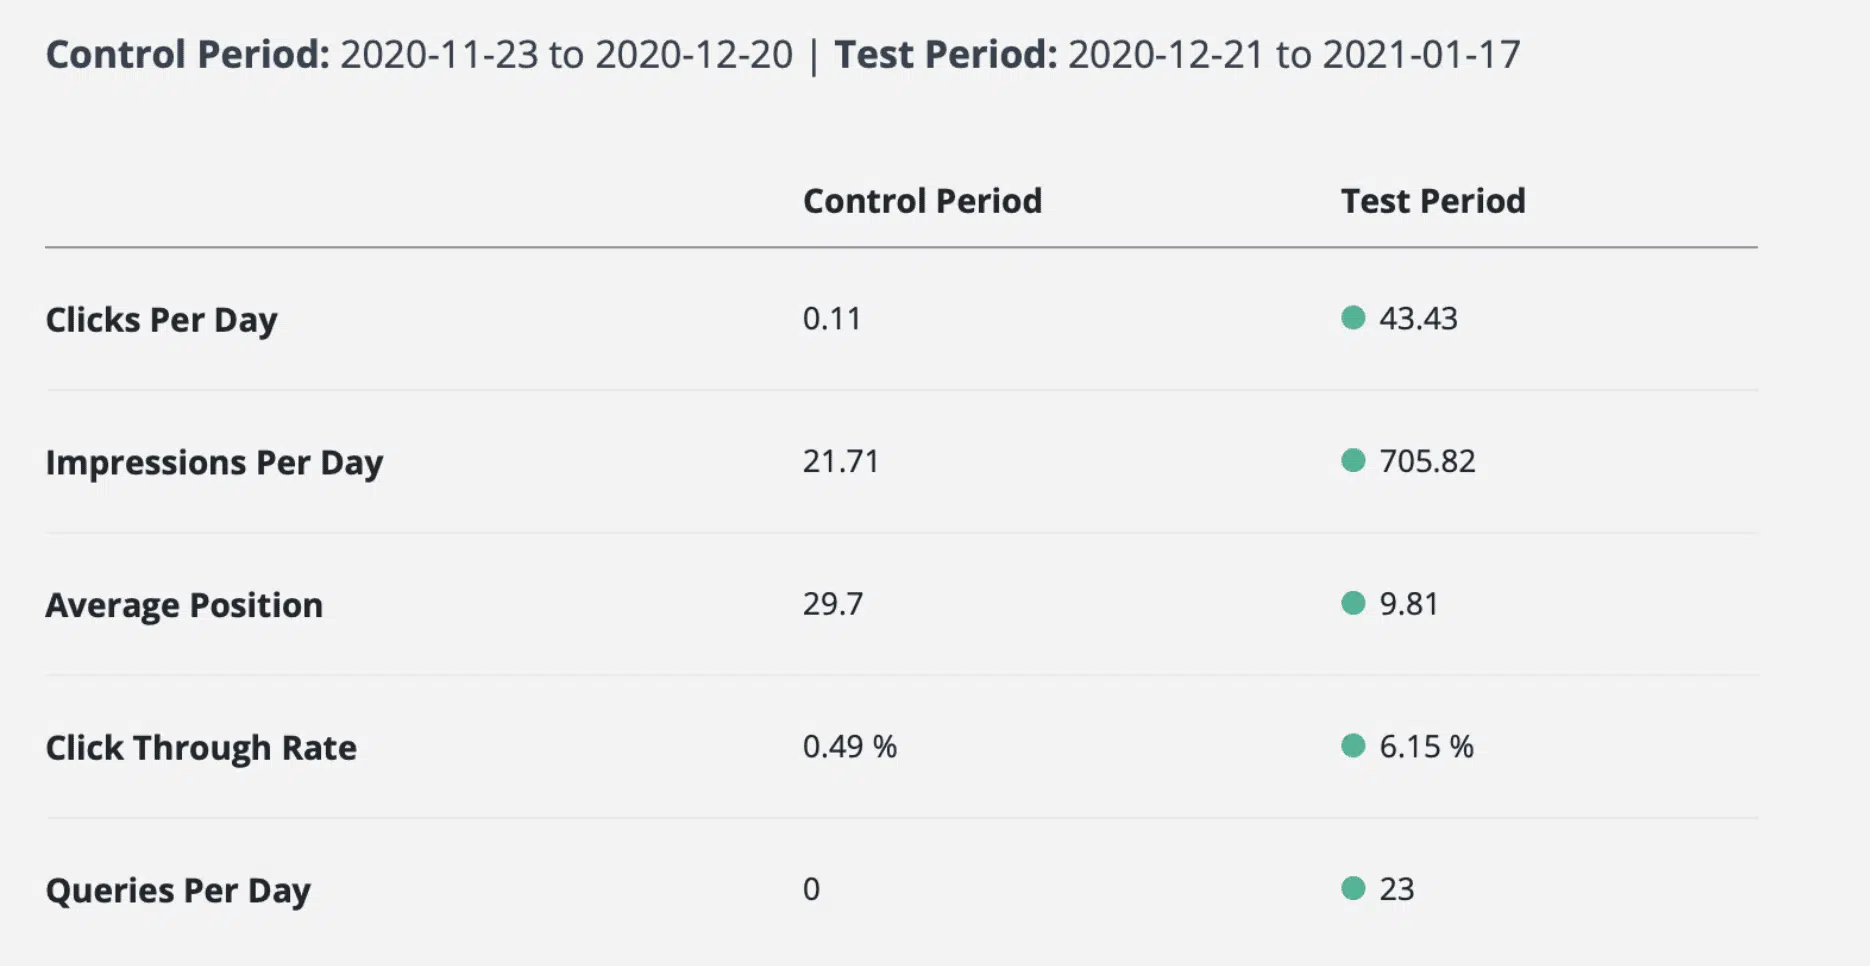 Control Period: 2020-11-23 to 2020-12-20 | Test Period: 2020-12-21 to 2021-01-17
Control Period Test Period
Clicks Per Day 0.11 43.43
Impressions Per Day 21.71 705.82
Average Position 29.7 9.81
Click Through Rate 0.49 % 6.15 %
Queries Per Day 0 23